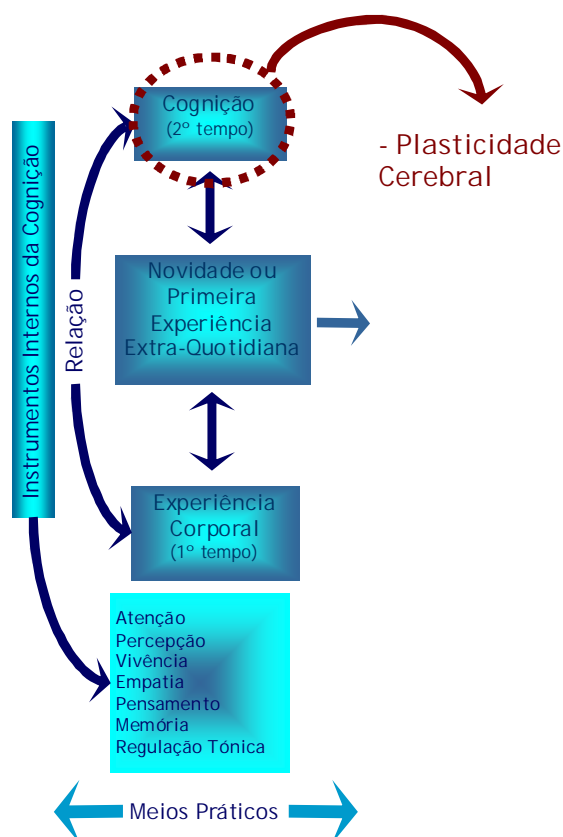 Cognição
(2º tempo)
- Plasticidade
Cerebral
Instrumentos Internos da Cognição
Relação
Novidade ou
Primeira
Experiência
Extra-Quotidiana
Experiência
Corporal
(1º tempo)
Atenção
Percepção
Vivência
Empatia
Pensamento
Memória
Regulação Tónica
Meios Práticos